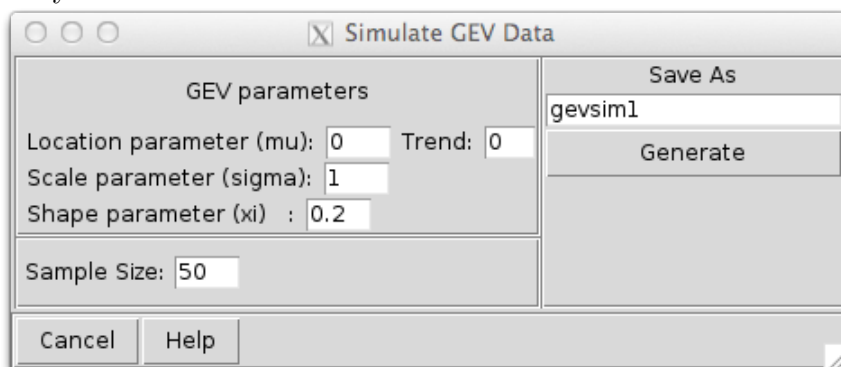 Simulate GEV Data
GEV parameters
Location parameter (mu): 0 Trend: 0
Scale parameter (sigma): 1
Shape parameter (xi) : 0.2
Sample Size: 50
Save As
gevsim1
Generate
Cancel Help